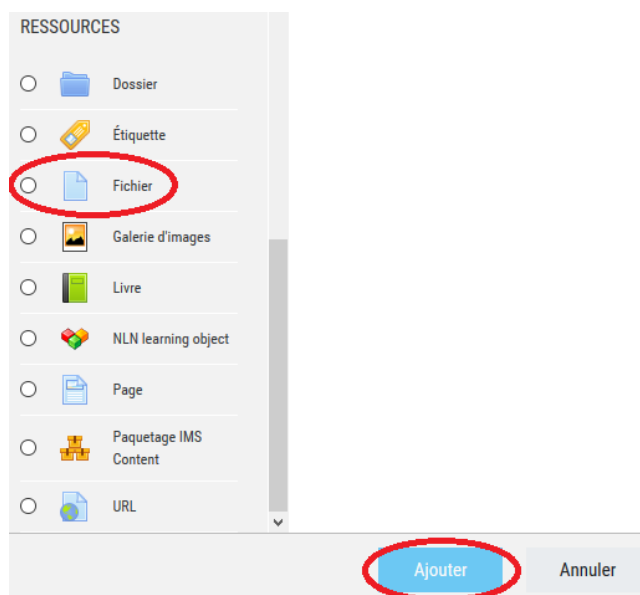 RESSOURCES
Dossier
Étiquette
Fichier
Galerie d'images
Livre
NLN learning object
Page
Paquetage IMS
Content
URL
Ajouter
Annuler